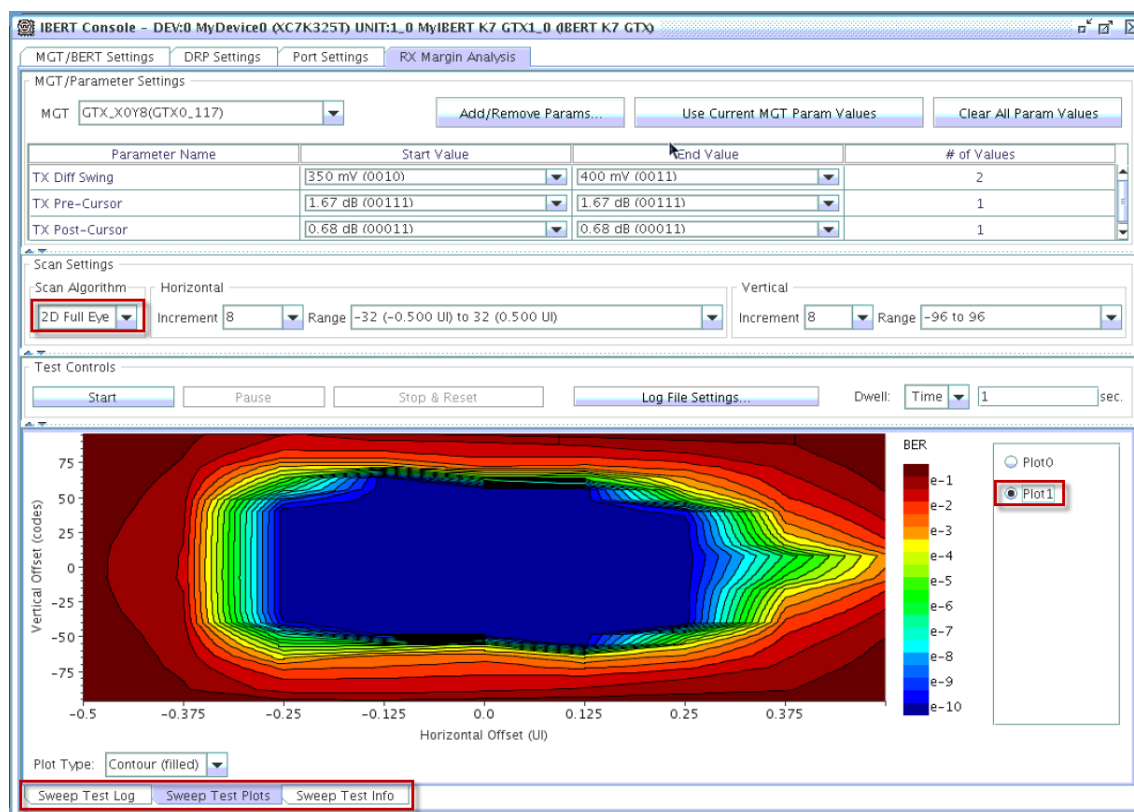 IBERT Console - DEV:0 MyDevice0 (XC7K325T) UNIT:1_0 MyIBERT K7 GTX1_0 (IBERT K7 GTX)
MGT/BERT Settings DRP Settings Port Settings RX Margin Analysis
MGT/Parameter Settings
MGT GTX_X0Y8(GTX0_117) Add/Remove Params... Use Current MGT Param Values Clear All Param Values
Parameter Name Start Value End Value # of Values
TX Diff Swing 350 mV (0010) 400 mV (0011) 2
TX Pre-Cursor 1.67 dB (00111) 1.67 dB (00111) 1
TX Post-Cursor 0.68 dB (00011) 0.68 dB (00011) 1
Scan Settings
Scan Algorithm Horizontal Vertical
2D Full Eye Increment 8 Range -32 (-0.500 UI) to 32 (0.500 UI) Increment 8 Range -96 to 96
Test Controls
Start Pause Stop & Reset Log File Settings... Dwell: Time 1 sec.
BER
75
50
25
0
-25
-50
-75
Vertical Offset (codes)
-0.5 -0.375 -0.25 -0.125 0.0 0.125 0.25 0.375
Horizontal Offset (UI)
e-1
e-2
e-3
e-4
e-5
e-6
e-7
e-8
e-9
e-10
Plot0
Plot1
Plot Type: Contour (filled)
Sweep Test Log Sweep Test Plots Sweep Test Info